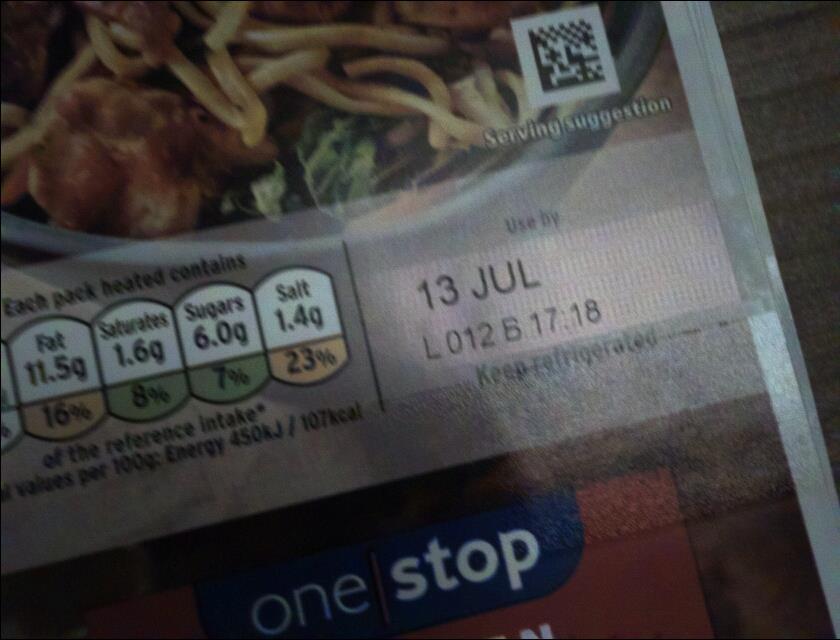 Serving suggestion
Use by
13 JUL
L 012 B 17:18
Keep refrigerated
Each pack heated contains
Fat
11.5g
16%
Saturates
1.6g
8%
Sugars
6.0g
7%
Salt
1.4g
23%
of the reference intake*
values per 100g: Energy 450kJ / 107kcal
one stop